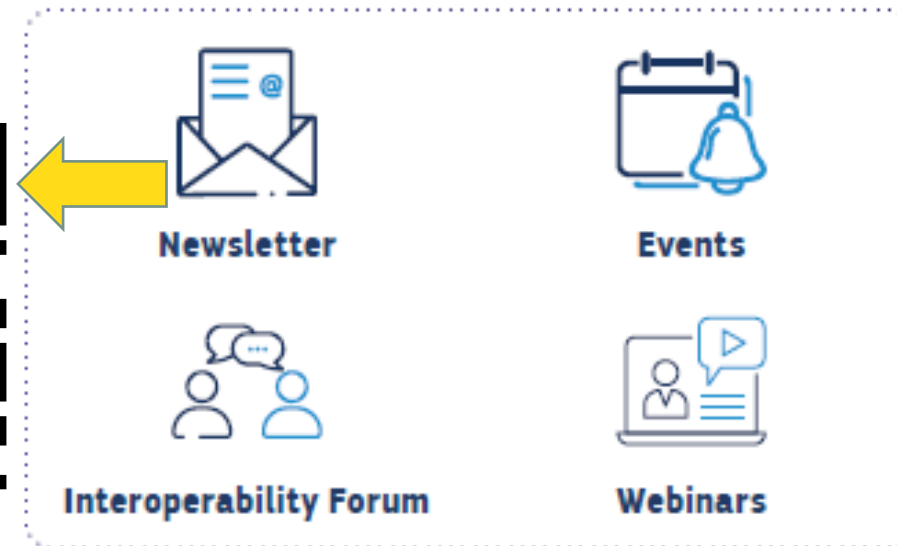 @
Newsletter
Events
Interoperability Forum
Webinars